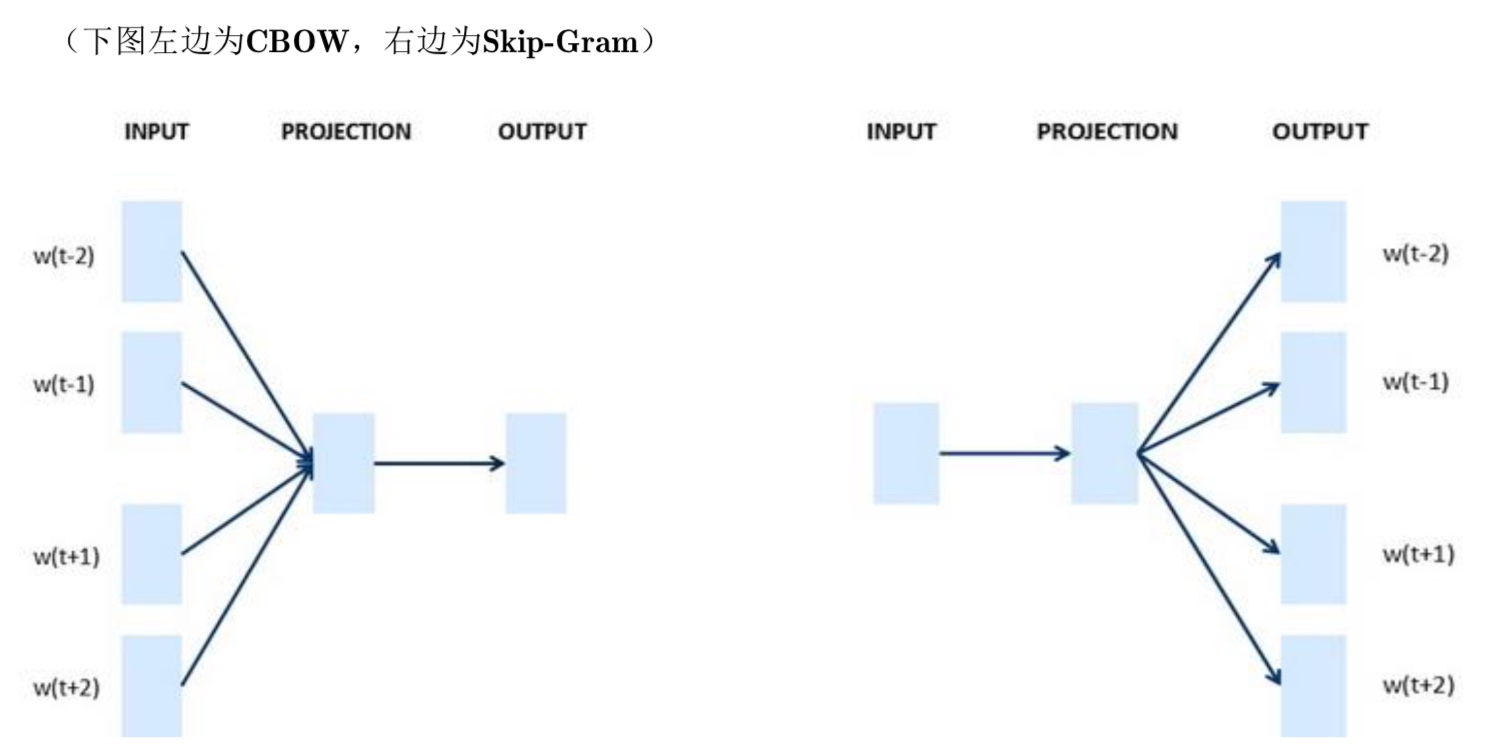 （下图左边为CBOW，右边为Skip-Gram）
INPUT PROJECTION OUTPUT
w(t-2)
w(t-1)
w(t+1)
w(t+2)
INPUT PROJECTION OUTPUT
w(t-2)
w(t-1)
w(t+1)
w(t+2)